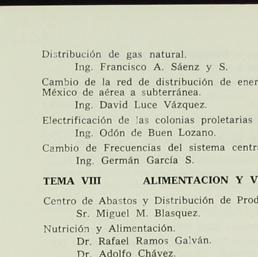 Distribución de gas natural.
Ing. Francisco A. Sáenz y S.
Cambio de la red de distribución de ener
México de aérea a subterránea.
Ing. David Luce Vázquez.
Electrificación de las colonias proletarias
Ing. Odón de Buen Lozano.
Cambio de Frecuencias del sistema centr
Ing. Germán García S.
TEMA VIII ALIMENTACION Y V
Centro de Abastos y Distribución de Prod
Sr. Miguel M. Blasquez.
Nutrición y Alimentación.
Dr. Rafael Ramos Galván.
Dr. Adolfo Chávez.